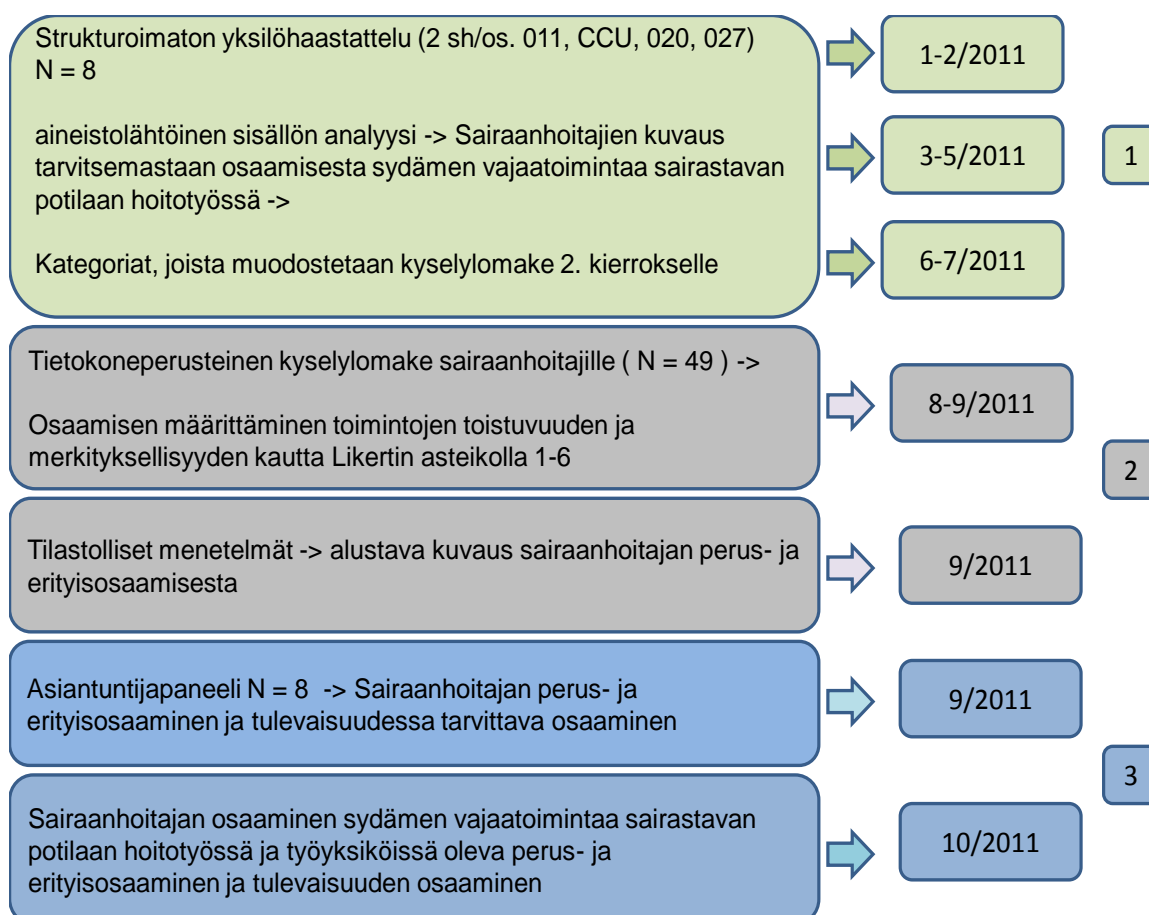 Strukturoimaton yksilöhaastattelu (2 sh/os. 011, CCU, 020, 027)
N = 8
1-2/2011
aineistolähtöinen sisällön analyysi -> Sairaanhoitajien kuvaus
tarvitsemastaan osaamisesta sydämen vajaatoimintaa sairastavan
potilaan hoitotyössä ->
3-5/2011
1
Kategoriat, joista muodostetaan kyselylomake 2. kierrokselle
6-7/2011
Tietokoneperusteinen kyselylomake sairaanhoitajille ( N = 49 ) ->
Osaamisen määrittäminen toimintojen toistuvuuden ja
merkityksellisyyden kautta Likertin asteikolla 1-6
8-9/2011
2
Tilastolliset menetelmät -> alustava kuvaus sairaanhoitajan perus- ja
erityisosaamisesta
9/2011
Asiantuntijapaneeli N = 8 -> Sairaanhoitajan perus- ja
erityisosaaminen ja tulevaisuudessa tarvittava osaaminen
9/2011
3
Sairaanhoitajan osaaminen sydämen vajaatoimintaa sairastavan
potilaan hoitotyössä ja työyksiköissä oleva perus- ja
erityisosaaminen ja tulevaisuuden osaaminen
10/2011